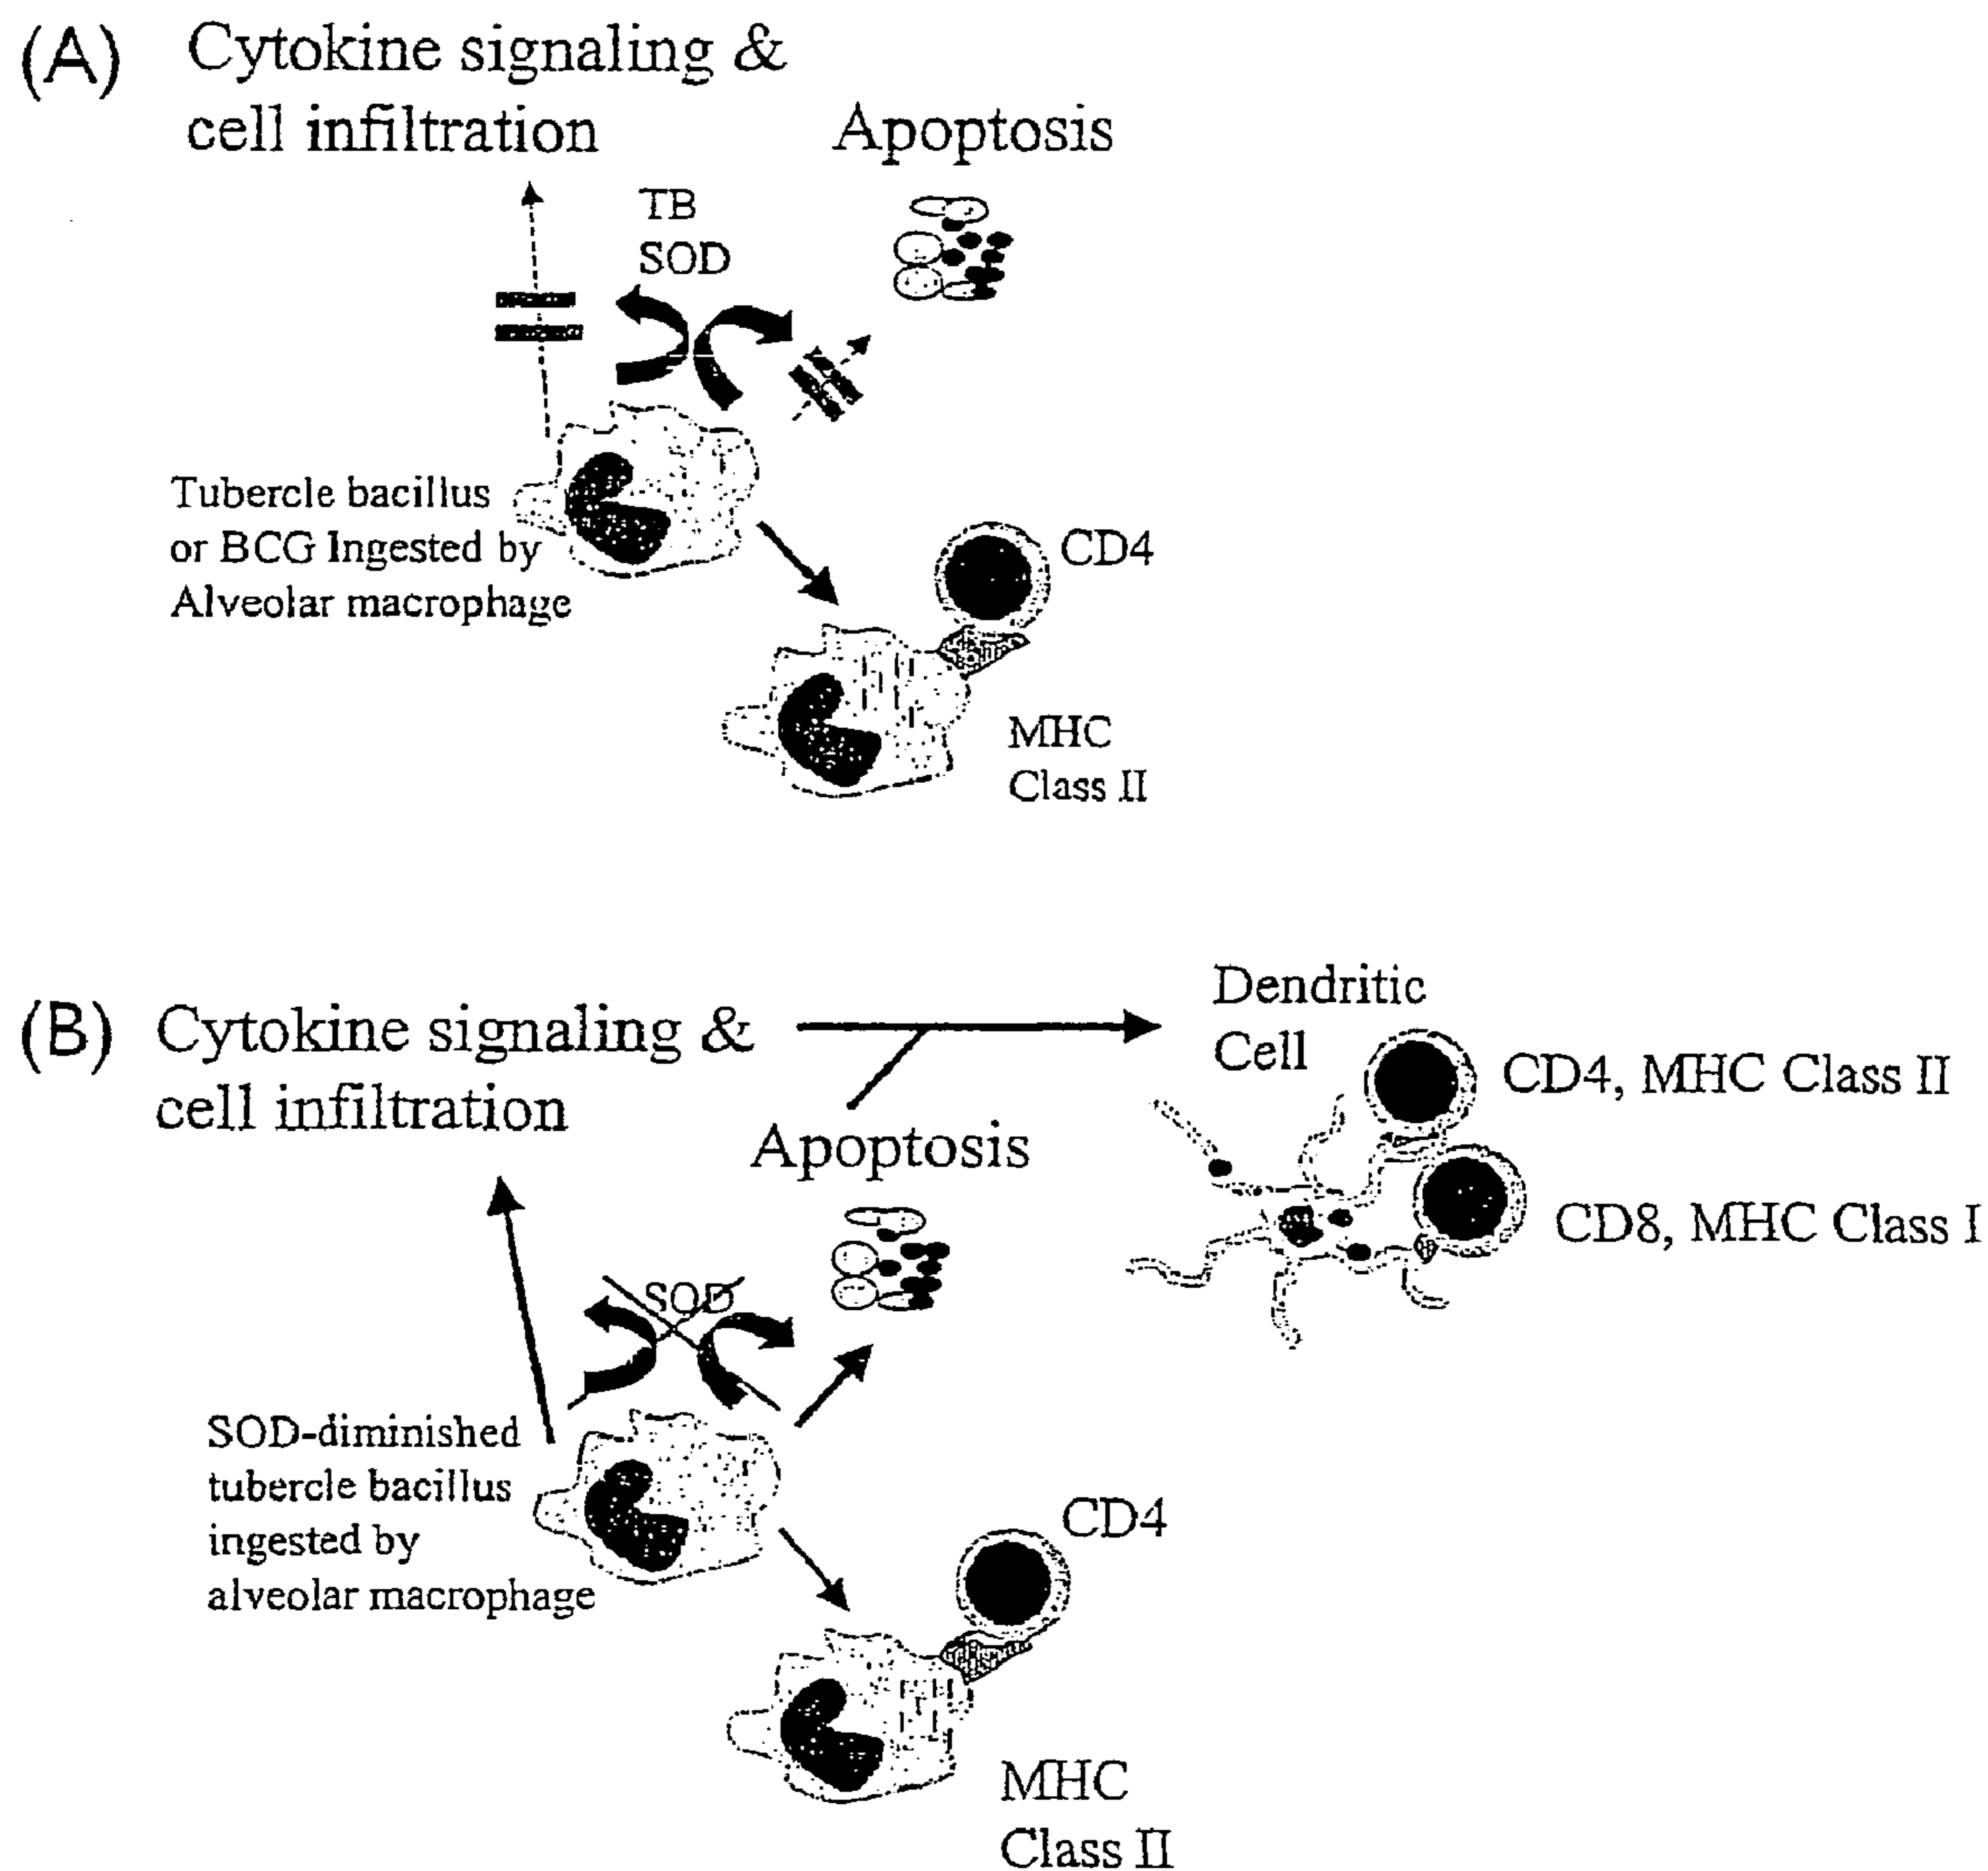 (A) Cytokine signaling &
cell infiltration
Apoptosis
TB
SOD
Tubercle bacillus
or BCG Ingested by
Alveolar macrophage
CD4
MHC
Class II
(B) Cytokine signaling &
cell infiltration
Dendritic
Cell
CD4, MHC Class II
CD8, MHC Class I
Apoptosis
SOD
SOD-diminished
tubercle bacillus
ingested by
alveolar macrophage
CD4
MHC
Class II